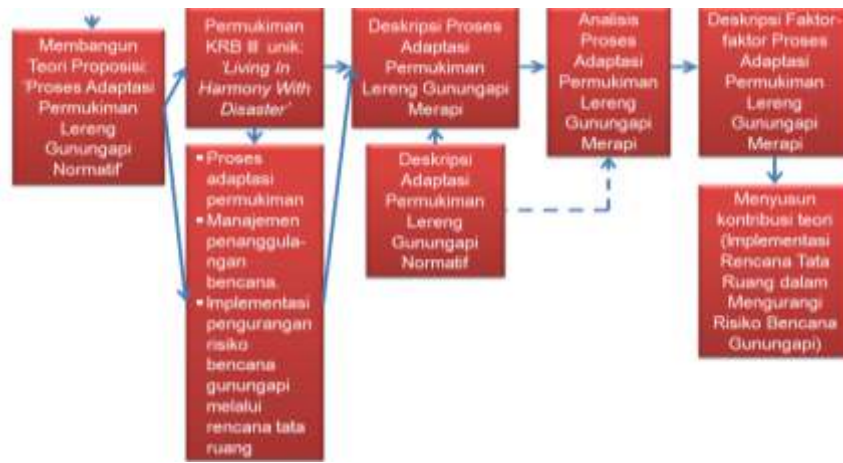 Membangun
Teori Proposisi:
'Proses Adaptasi
Permukiman
Lereng
Gunungapi
Normatif'
Permukiman
KRB III unik:
'Living In
Harmony With
Disaster'
▪ Proses
adaptasi
permukiman
▪ Manajemen
penanggula-
ngan
bencana.
▪ Implementasi
pengurangan
risiko
bencana
gunungapi
melalui
rencana tata
ruang
Deskripsi Proses
Adaptasi
Permukiman
Lereng Gunungapi
Merapi
Deskripsi
Adaptasi
Permukiman
Lereng
Gunungapi
Normatif
Analisis
Proses
Adaptasi
Permukiman
Lereng
Gunungapi
Merapi
Deskripsi Faktor-
faktor Proses
Adaptasi
Permukiman
Lereng
Gunungapi
Merapi
Menyusun
kontribusi teori
(Implementasi
Rencana Tata
Ruang dalam
Mengurangi
Risiko Bencana
Gunungapi)